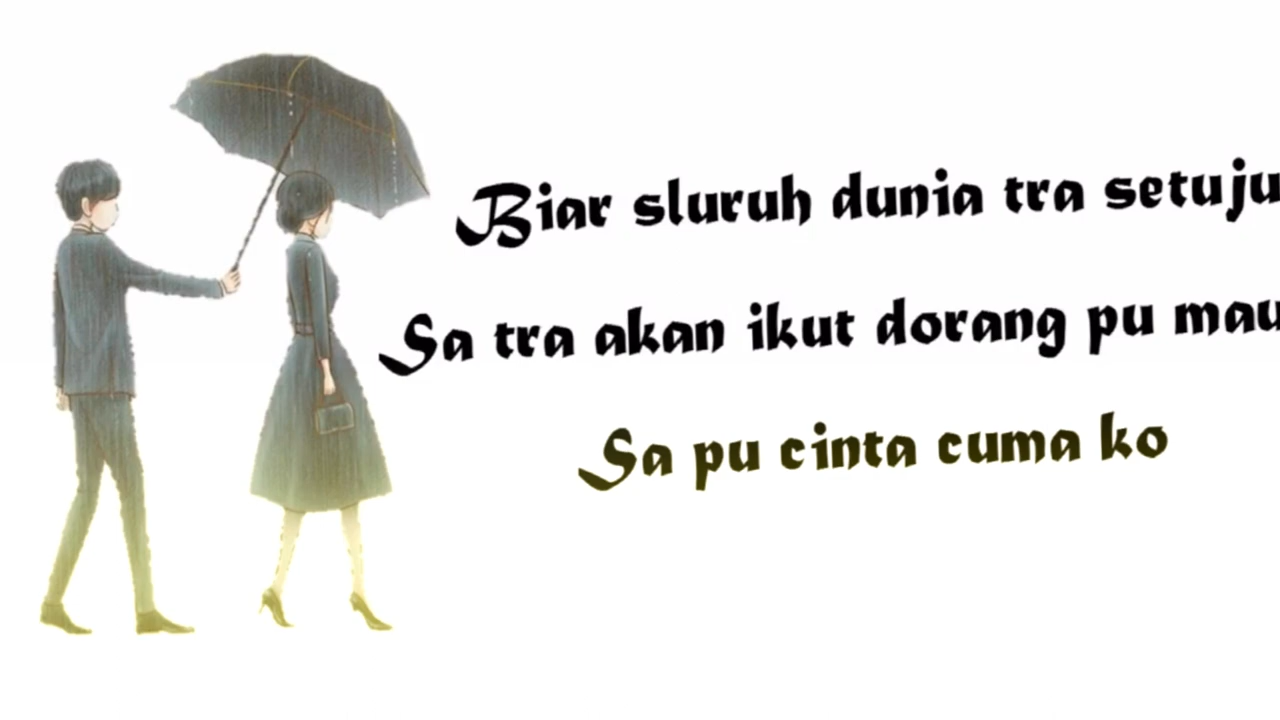 Biar sluruh dunia tra setuju
Sa tra akan ikut dorang pu mau
Sa pu cinta cuma ko